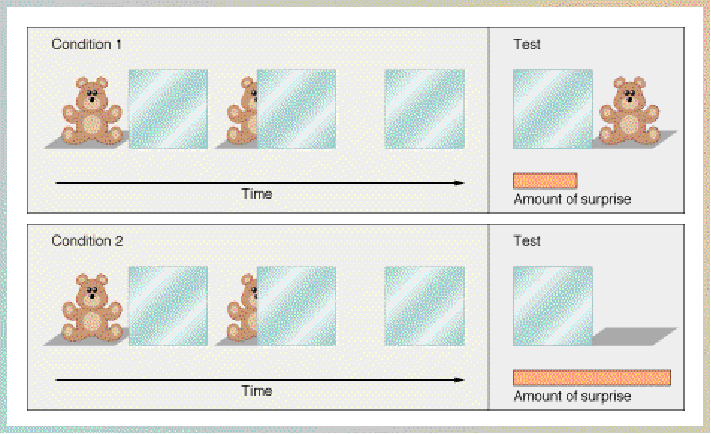 Condition 1
Test
Time
Amount of surprise
Condition 2
Test
Time
Amount of surprise